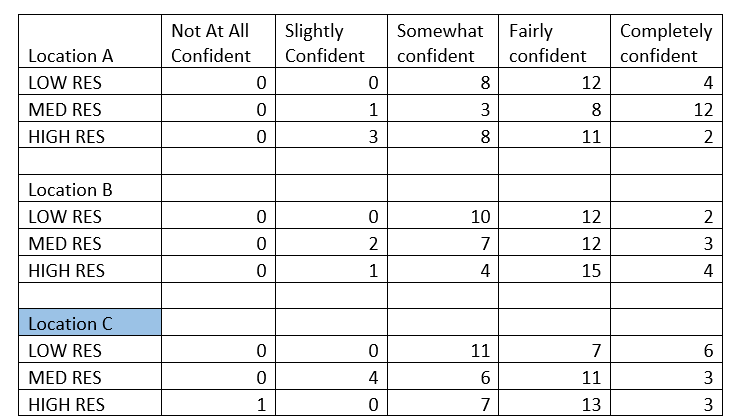 Location A Not At All Confident Slightly Confident Somewhat confident Fairly confident Completely confident
LOW RES 0 0 8 12 4
MED RES 0 1 3 8 12
HIGH RES 0 3 8 11 2
Location B
LOW RES 0 0 10 12 2
MED RES 0 2 7 12 3
HIGH RES 0 1 4 15 4
Location C
LOW RES 0 0 11 7 6
MED RES 0 4 6 11 3
HIGH RES 1 0 7 13 3